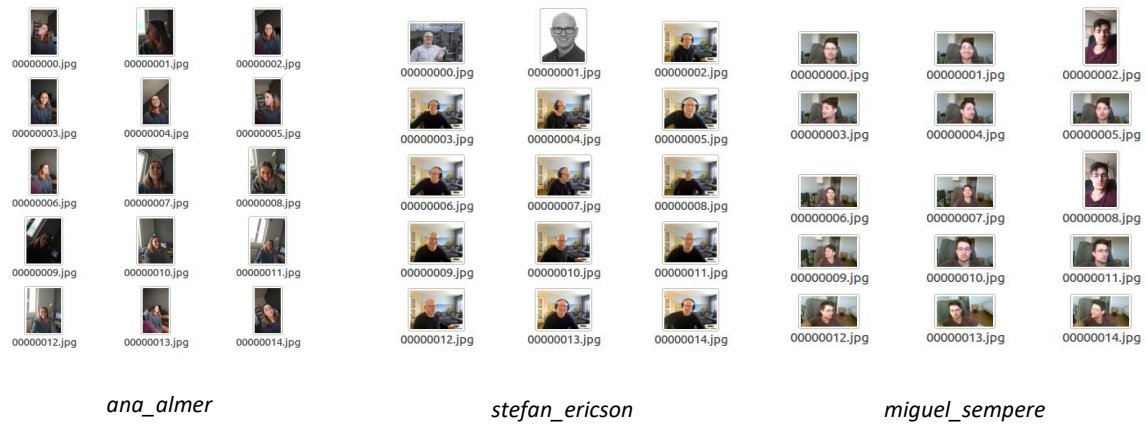 00000000.jpg 00000001.jpg 00000002.jpg
00000003.jpg 00000004.jpg 00000005.jpg
00000006.jpg 00000007.jpg 00000008.jpg
00000009.jpg 00000010.jpg 00000011.jpg
00000012.jpg 00000013.jpg 00000014.jpg
ana_almer
00000000.jpg 00000001.jpg 00000002.jpg
00000003.jpg 00000004.jpg 00000005.jpg
00000006.jpg 00000007.jpg 00000008.jpg
00000009.jpg 00000010.jpg 00000011.jpg
00000012.jpg 00000013.jpg 00000014.jpg
stefan_ericson
00000000.jpg 00000001.jpg 00000002.jpg
00000003.jpg 00000004.jpg 00000005.jpg
00000006.jpg 00000007.jpg 00000008.jpg
00000009.jpg 00000010.jpg 00000011.jpg
00000012.jpg 00000013.jpg 00000014.jpg
miguel_sempere